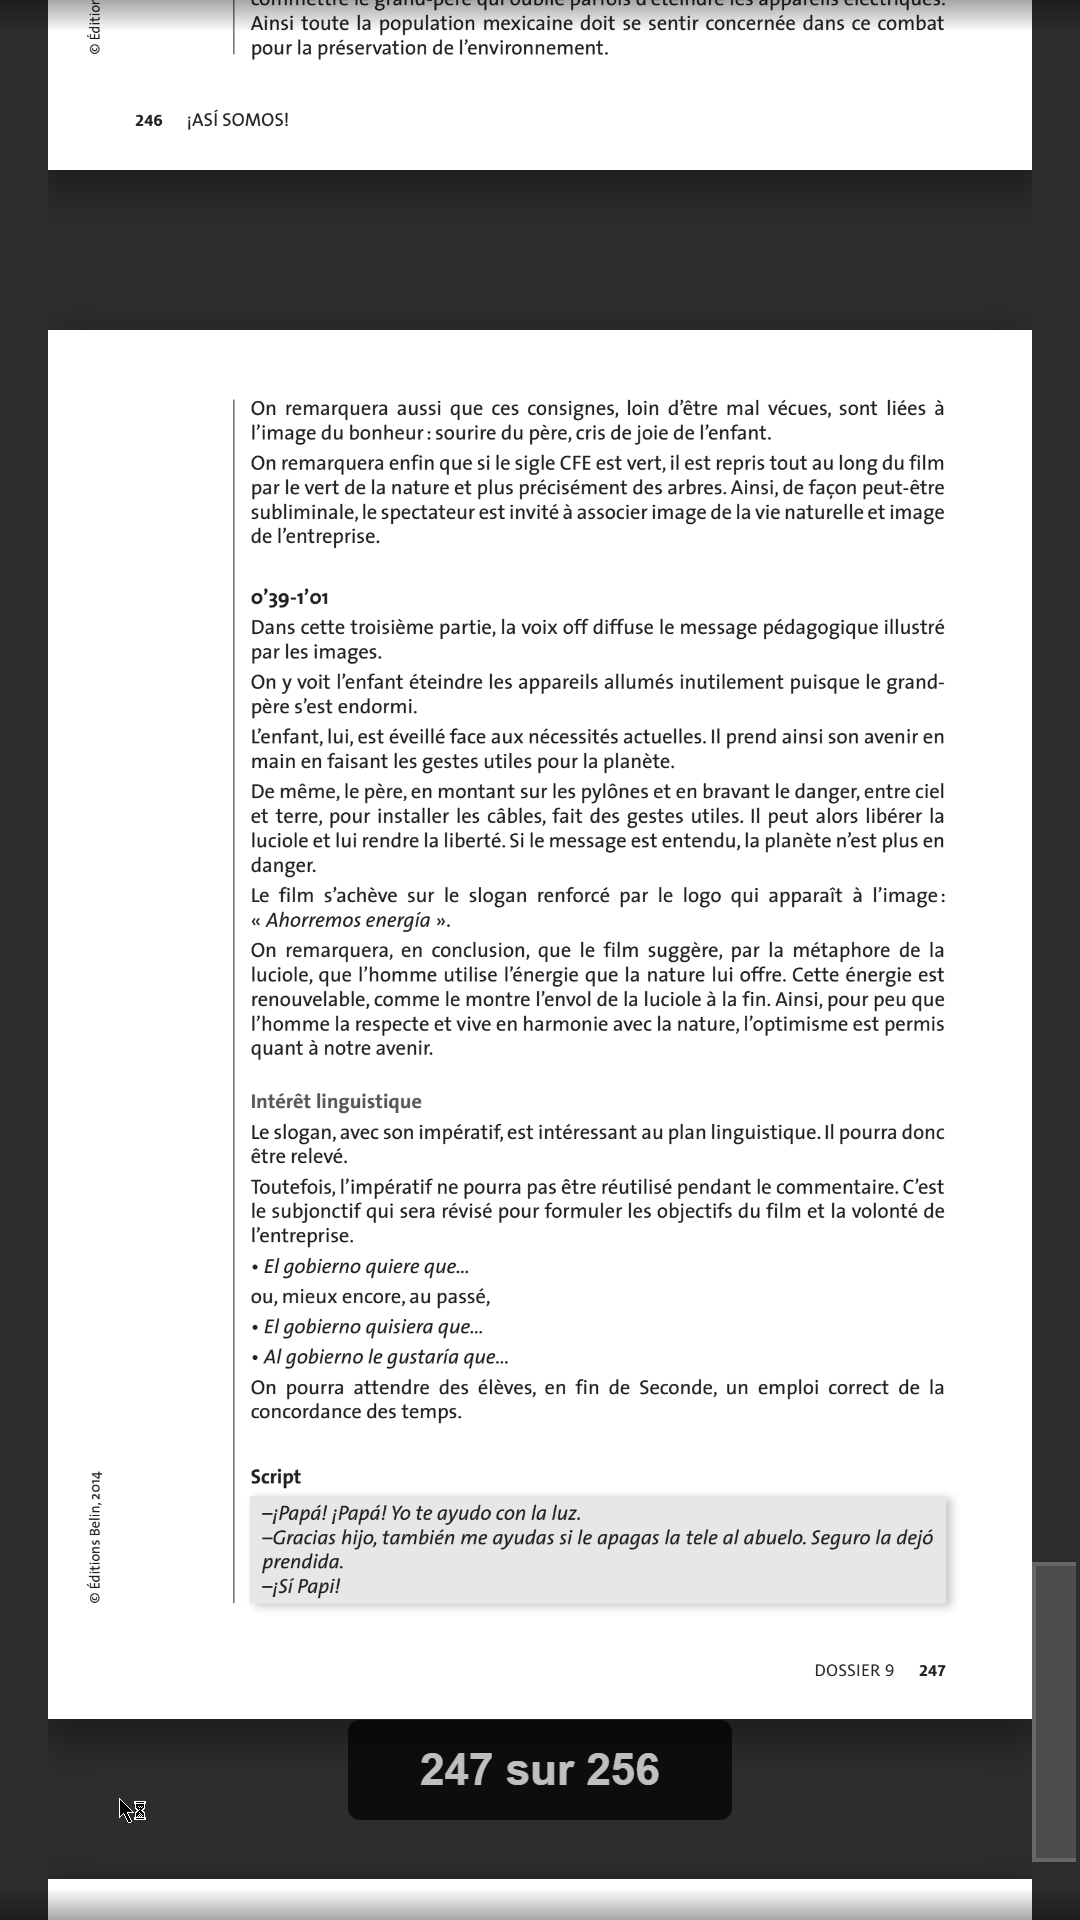 commettre le grand-père qui oublie parfois d'éteindre les appareils électriques.
Ainsi toute la population mexicaine doit se sentir concernée dans ce combat
pour la préservation de l'environnement.
© Édition
246 ¡ASÍ SOMOS!
On remarquera aussi que ces consignes, loin d'être mal vécues, sont liées à
l'image du bonheur : sourire du père, cris de joie de l'enfant.
On remarquera enfin que si le sigle CFE est vert, il est repris tout au long du film
par le vert de la nature et plus précisément des arbres. Ainsi, de façon peut-être
subliminale, le spectateur est invité à associer image de la vie naturelle et image
de l'entreprise.
0'39-1'01
Dans cette troisième partie, la voix off diffuse le message pédagogique illustré
par les images.
On y voit l'enfant éteindre les appareils allumés inutilement puisque le grand-
père s'est endormi.
L'enfant, lui, est éveillé face aux nécessités actuelles. Il prend ainsi son avenir en
main en faisant les gestes utiles pour la planète.
De même, le père, en montant sur les pylônes et en bravant le danger, entre ciel
et terre, pour installer les câbles, fait des gestes utiles. Il peut alors libérer la
luciole et lui rendre la liberté. Si le message est entendu, la planète n'est plus en
danger.
Le film s'achève sur le slogan renforcé par le logo qui apparaît à l'image :
« Ahorremos energía ».
On remarquera, en conclusion, que le film suggère, par la métaphore de la
luciole, que l'homme utilise l'énergie que la nature lui offre. Cette énergie est
renouvelable, comme le montre l'envol de la luciole à la fin. Ainsi, pour peu que
l'homme la respecte et vive en harmonie avec la nature, l'optimisme est permis
quant à notre avenir.
Intérêt linguistique
Le slogan, avec son impératif, est intéressant au plan linguistique. Il pourra donc
être relevé.
Toutefois, l'impératif ne pourra pas être réutilisé pendant le commentaire. C'est
le subjonctif qui sera révisé pour formuler les objectifs du film et la volonté de
l'entreprise.
• El gobierno quiere que...
ou, mieux encore, au passé,
• El gobierno quisiera que...
• Al gobierno le gustaría que...
On pourra attendre des élèves, en fin de Seconde, un emploi correct de la
concordance des temps.
Script
–¡Papá! ¡Papá! Yo te ayudo con la luz.
–Gracias hijo, también me ayudas si le apagas la tele al abuelo. Seguro la dejó
prendida.
–¡Sí Papi!
© Éditions Belin, 2014
DOSSIER 9 247
247 sur 256